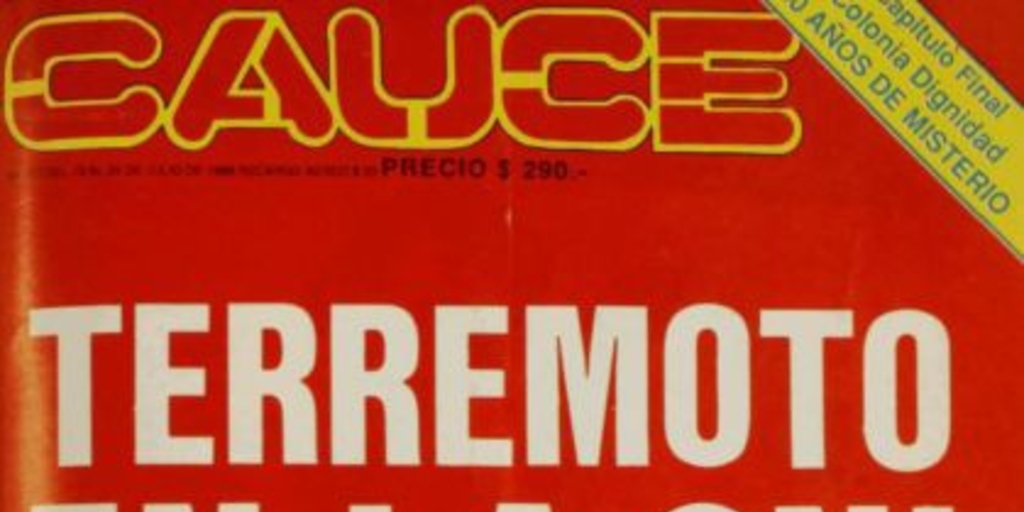 CAUCE
PRECIO $ 290.-
Capítulo Final
Colonia Dignidad
AÑOS DE MISTERIO
TERREMOTO